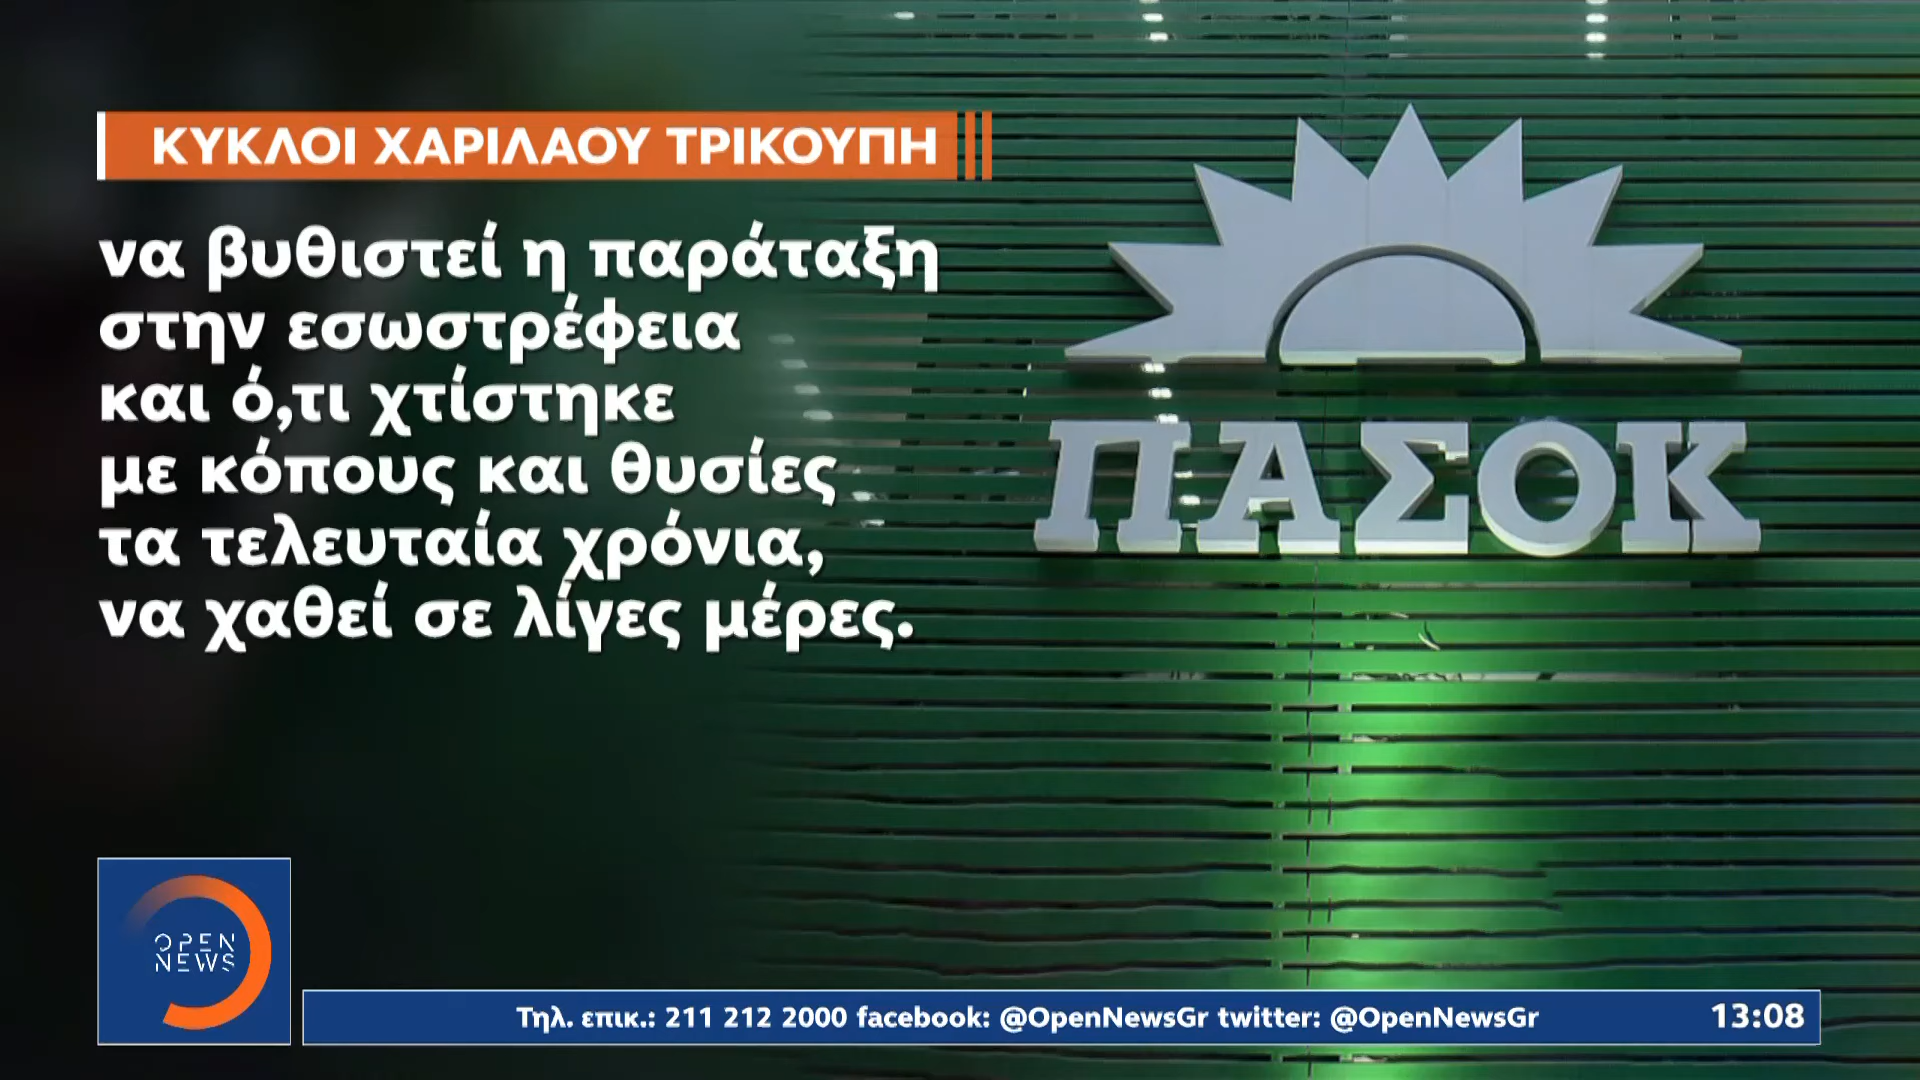 ΚΥΚΛΟΙ ΧΑΡΙΛΑΟΥ ΤΡΙΚΟΥΠΗ
να βυθιστεί η παράταξη
στην εσωστρέφεια
και ό,τι χτίστηκε
με κόπους και θυσίες
τα τελευταία χρόνια,
να χαθεί σε λίγες μέρες.
ΠΑΣΟΚ
OPEN
NEWS
Τηλ. επικ.: 211 212 2000 facebook: @OpenNewsGr twitter: @OpenNewsGr
13:08